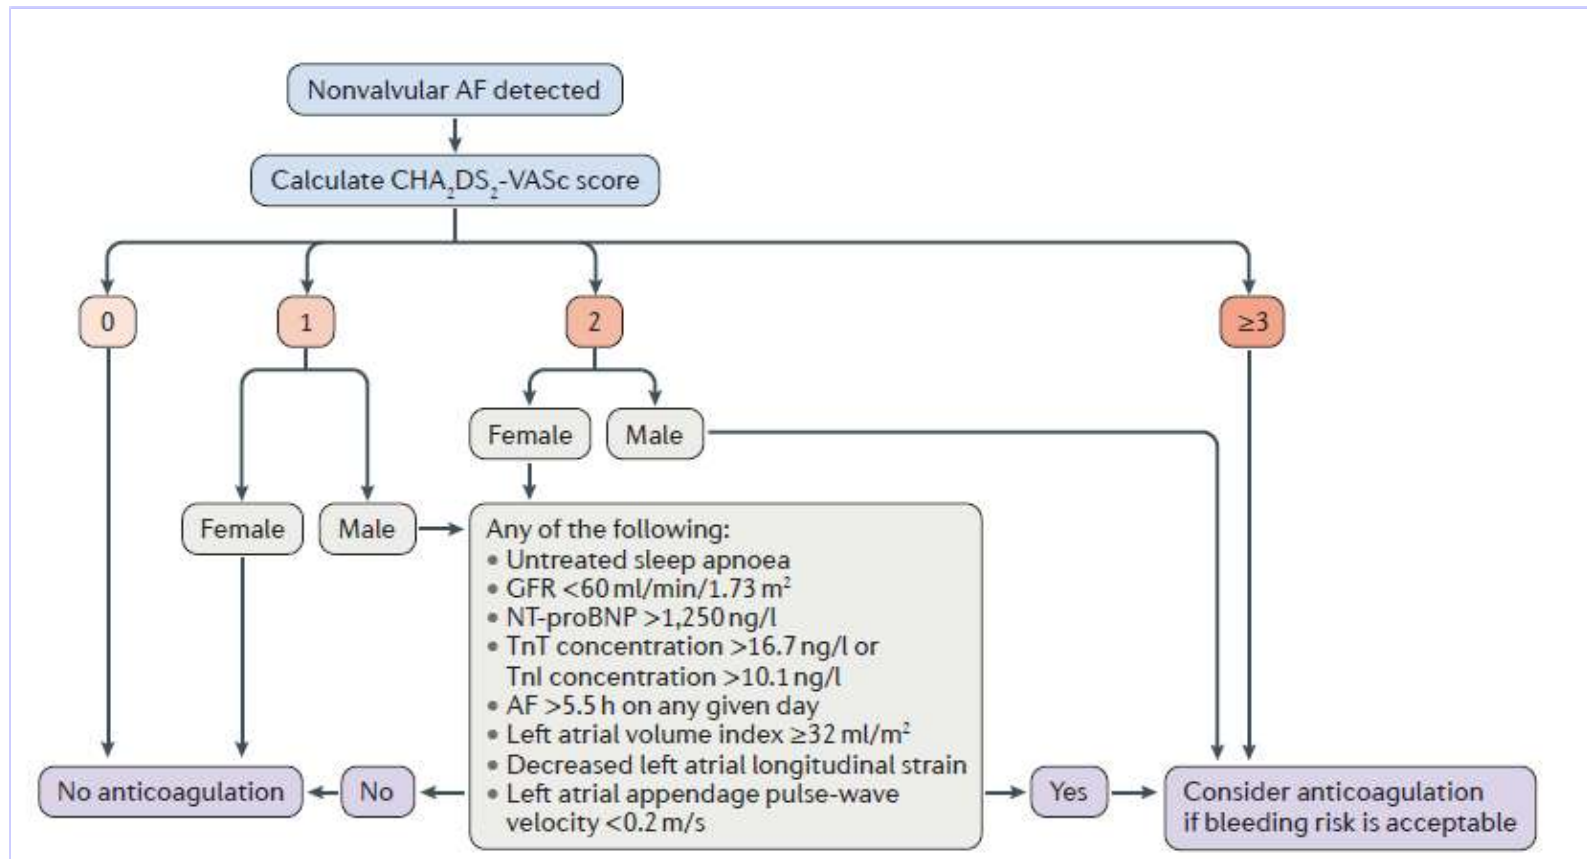 Nonvalvular AF detected
Calculate CHA₂DS₂-VASc score
0
1
2
≥3
Female
Male
Female
Male
Any of the following:
• Untreated sleep apnoea
• GFR <60 ml/min/1.73 m²
• NT-proBNP >1,250 ng/l
• TnT concentration >16.7 ng/l or
TnI concentration >10.1 ng/l
• AF >5.5 h on any given day
• Left atrial volume index ≥32 ml/m²
• Decreased left atrial longitudinal strain
• Left atrial appendage pulse-wave
velocity <0.2 m/s
No anticoagulation
No
Yes
Consider anticoagulation
if bleeding risk is acceptable